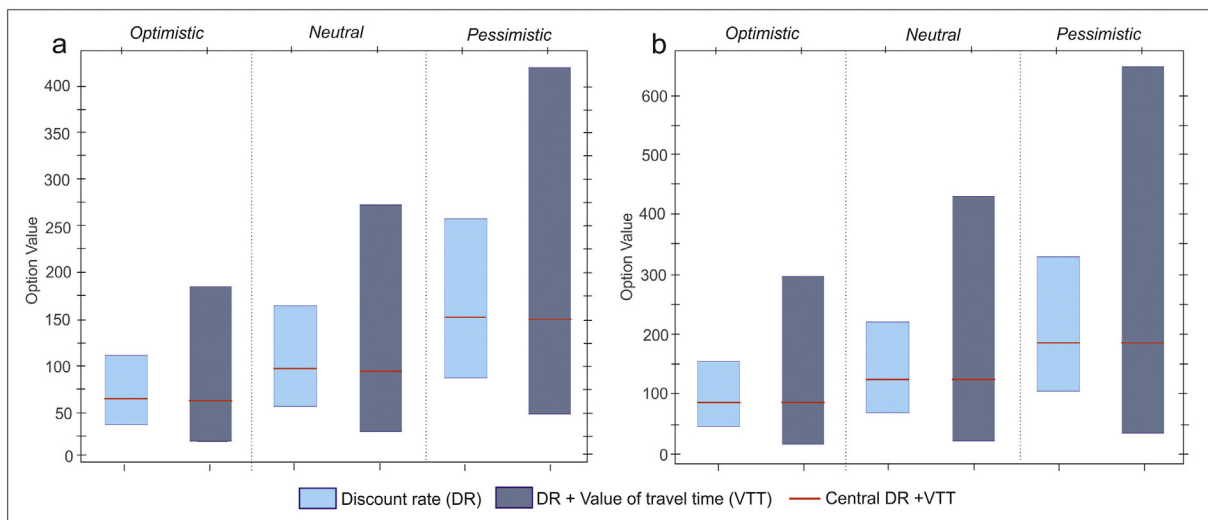 a
Optimistic Neutral Pessimistic
Option Value
400
350
300
250
200
150
100
50
0
b
Optimistic Neutral Pessimistic
Option Value
600
500
400
300
200
100
0
Discount rate (DR) DR + Value of travel time (VTT) Central DR +VTT